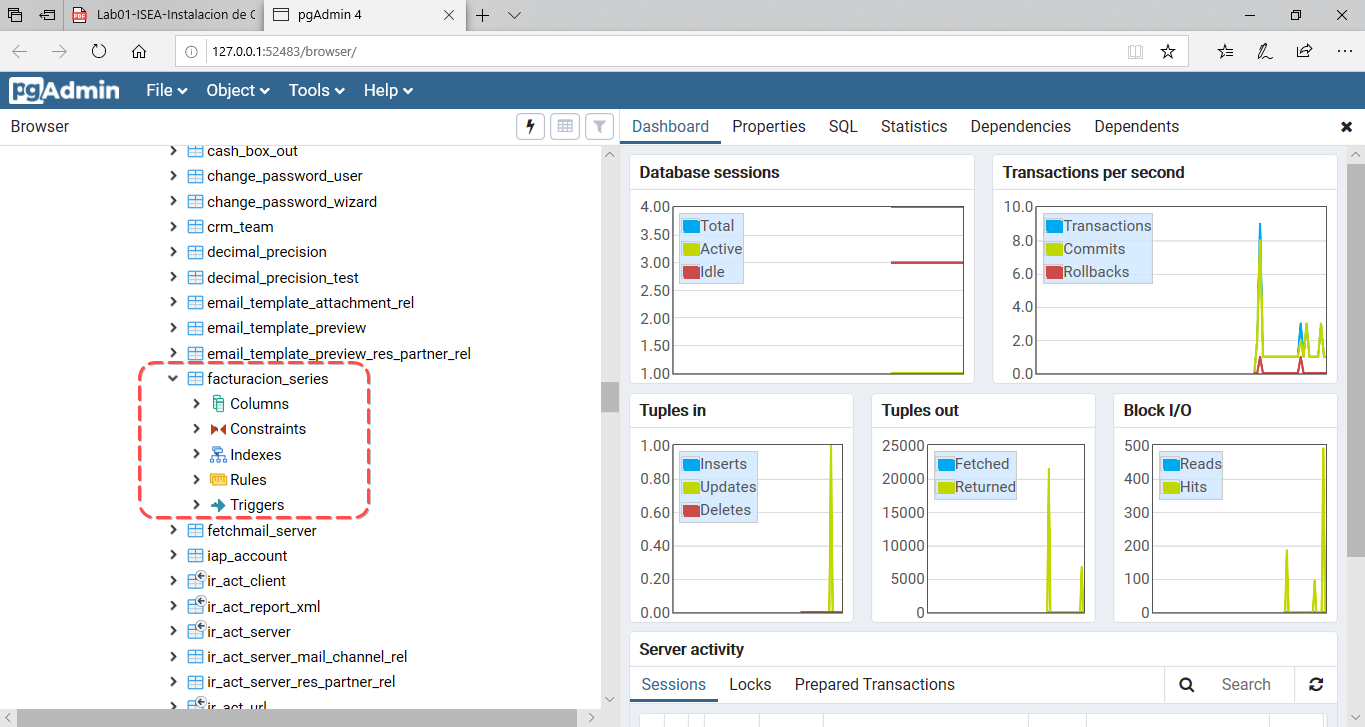 Lab01-ISEA-Instalacion de C
pgAdmin 4
127.0.0.1:52483/browser/
pgAdmin File Object Tools Help
Browser
Dashboard Properties SQL Statistics Dependencies Dependents
cash_box_out
change_password_user
change_password_wizard
crm_team
decimal_precision
decimal_precision_test
email_template_attachment_rel
email_template_preview
email_template_preview_res_partner_rel
facturacion_series
Columns
Constraints
Indexes
Rules
Triggers
fetchmail_server
iap_account
ir_act_client
ir_act_report_xml
ir_act_server
ir_act_server_mail_channel_rel
ir_act_server_res_partner_rel
ir_act_url
Database sessions
4.00
3.50
3.00
2.50
2.00
1.50
1.00
Total
Active
Idle
Transactions per second
10.0
8.0
6.0
4.0
2.0
0.0
Transactions
Commits
Rollbacks
Tuples in
1.00
0.80
0.60
0.40
0.20
0.00
Inserts
Updates
Deletes
Tuples out
25000
20000
15000
10000
5000
0
Fetched
Returned
Block I/O
500
400
300
200
100
0
Reads
Hits
Server activity
Sessions Locks Prepared Transactions Search